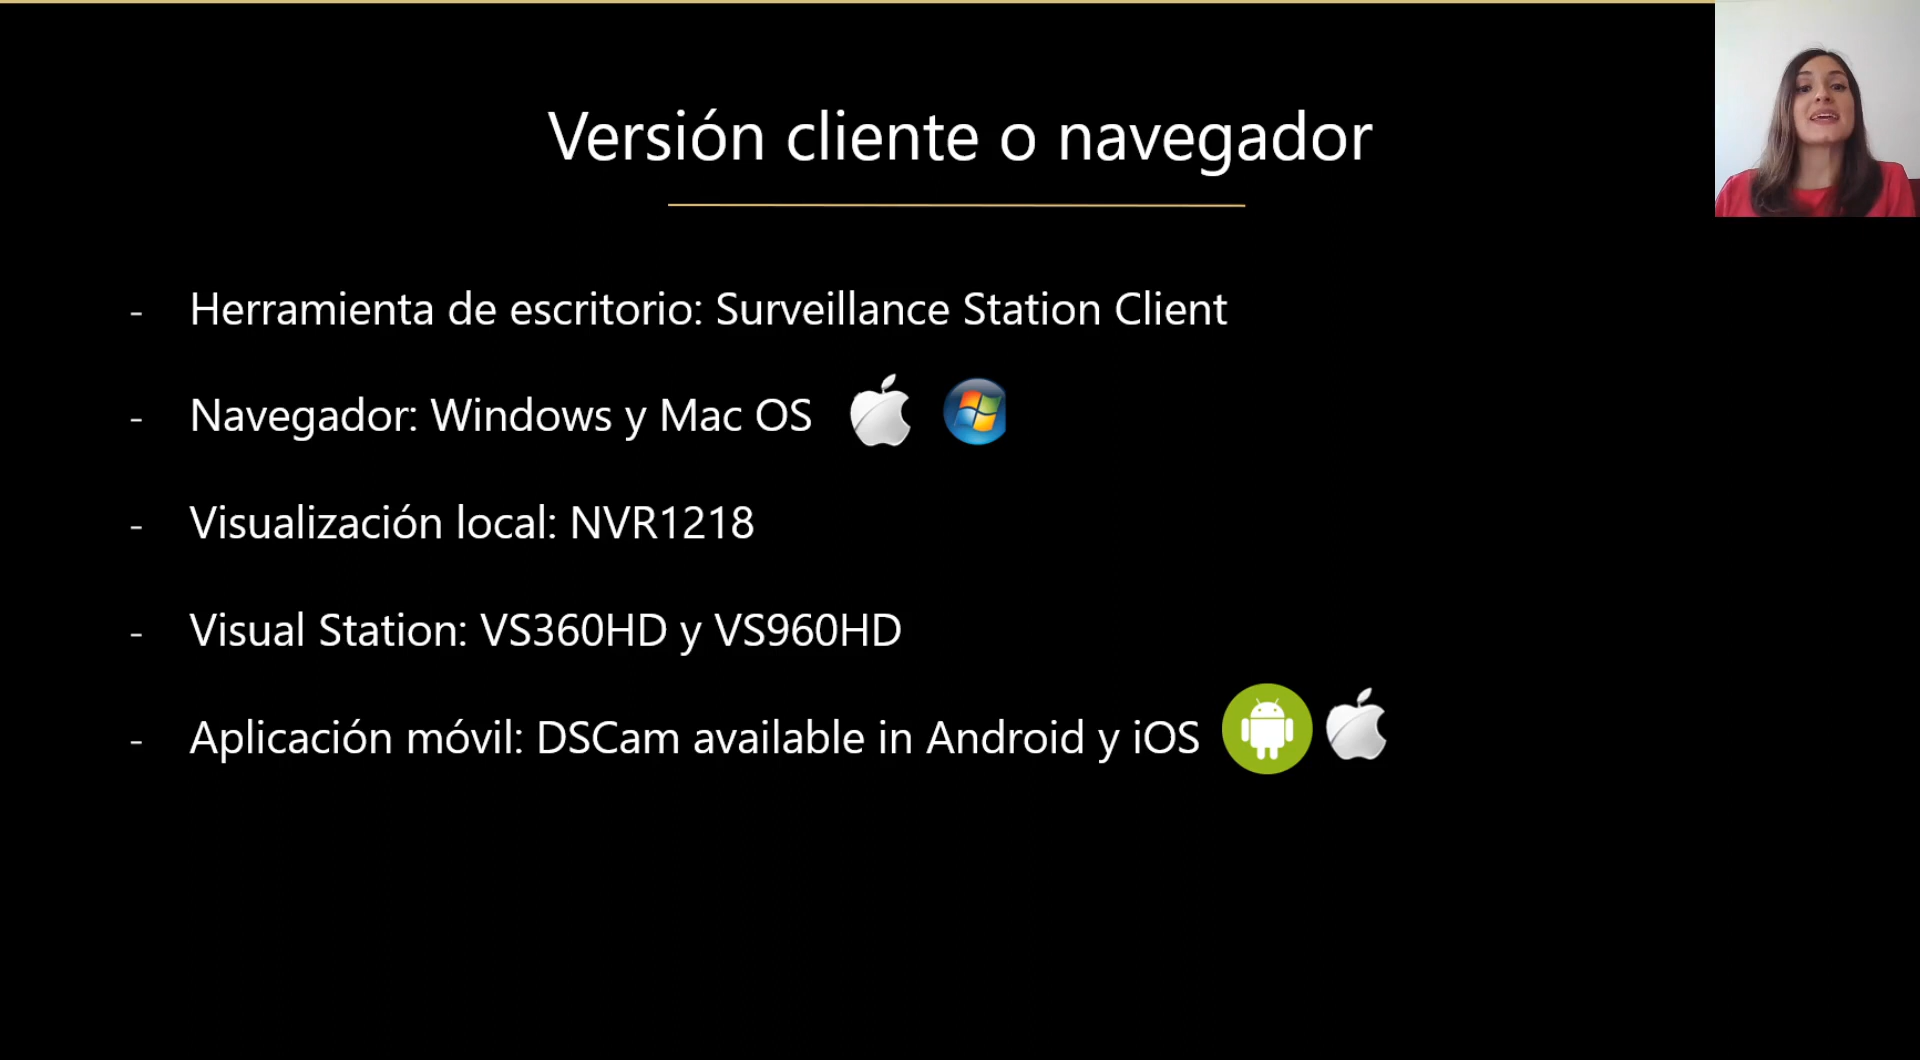 Versión cliente o navegador
- Herramienta de escritorio: Surveillance Station Client
- Navegador: Windows y Mac OS
- Visualización local: NVR1218
- Visual Station: VS360HD y VS960HD
- Aplicación móvil: DSCam available in Android y iOS